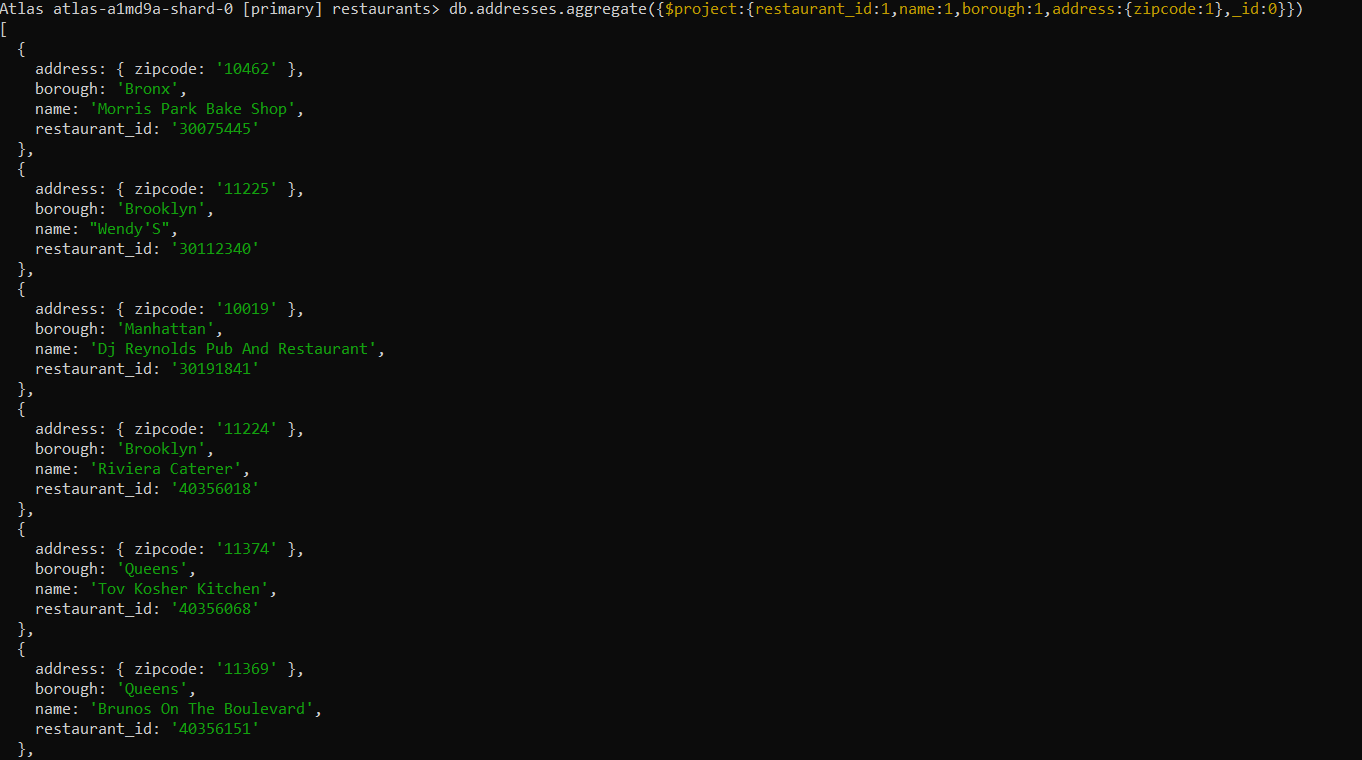 Atlas atlas-a1md9a-shard-0 [primary] restaurants> db.addresses.aggregate({$project:{restaurant_id:1,name:1,borough:1,address:{zipcode:1},_id:0}})
[
  {
    address: { zipcode: '10462' },
    borough: 'Bronx',
    name: 'Morris Park Bake Shop',
    restaurant_id: '30075445'
  },
  {
    address: { zipcode: '11225' },
    borough: 'Brooklyn',
    name: "Wendy'S",
    restaurant_id: '30112340'
  },
  {
    address: { zipcode: '10019' },
    borough: 'Manhattan',
    name: 'Dj Reynolds Pub And Restaurant',
    restaurant_id: '30191841'
  },
  {
    address: { zipcode: '11224' },
    borough: 'Brooklyn',
    name: 'Riviera Caterer',
    restaurant_id: '40356018'
  },
  {
    address: { zipcode: '11374' },
    borough: 'Queens',
    name: 'Tov Kosher Kitchen',
    restaurant_id: '40356068'
  },
  {
    address: { zipcode: '11369' },
    borough: 'Queens',
    name: 'Brunos On The Boulevard',
    restaurant_id: '40356151'
  },